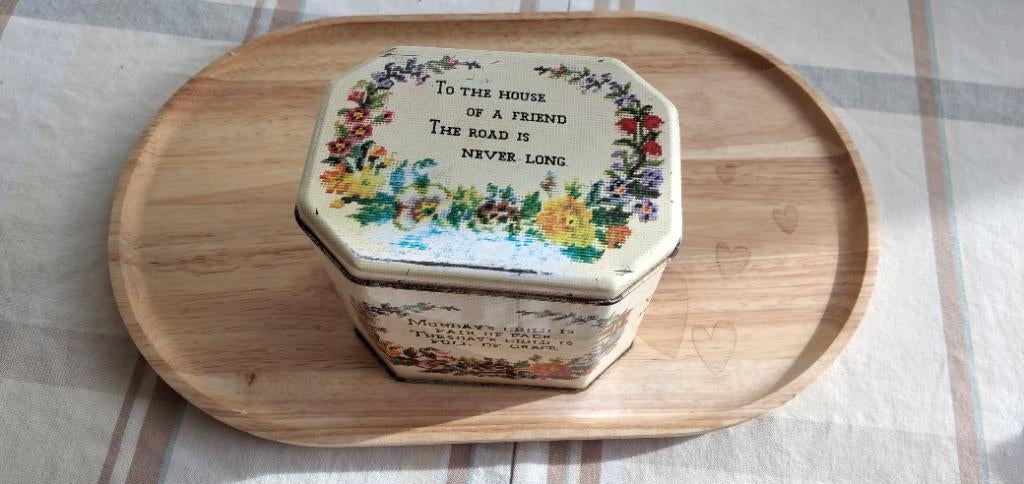 To the house
of a friend
The road is
never long.
Monday's child is
fair of face.
Tuesday's child is
full of grace.